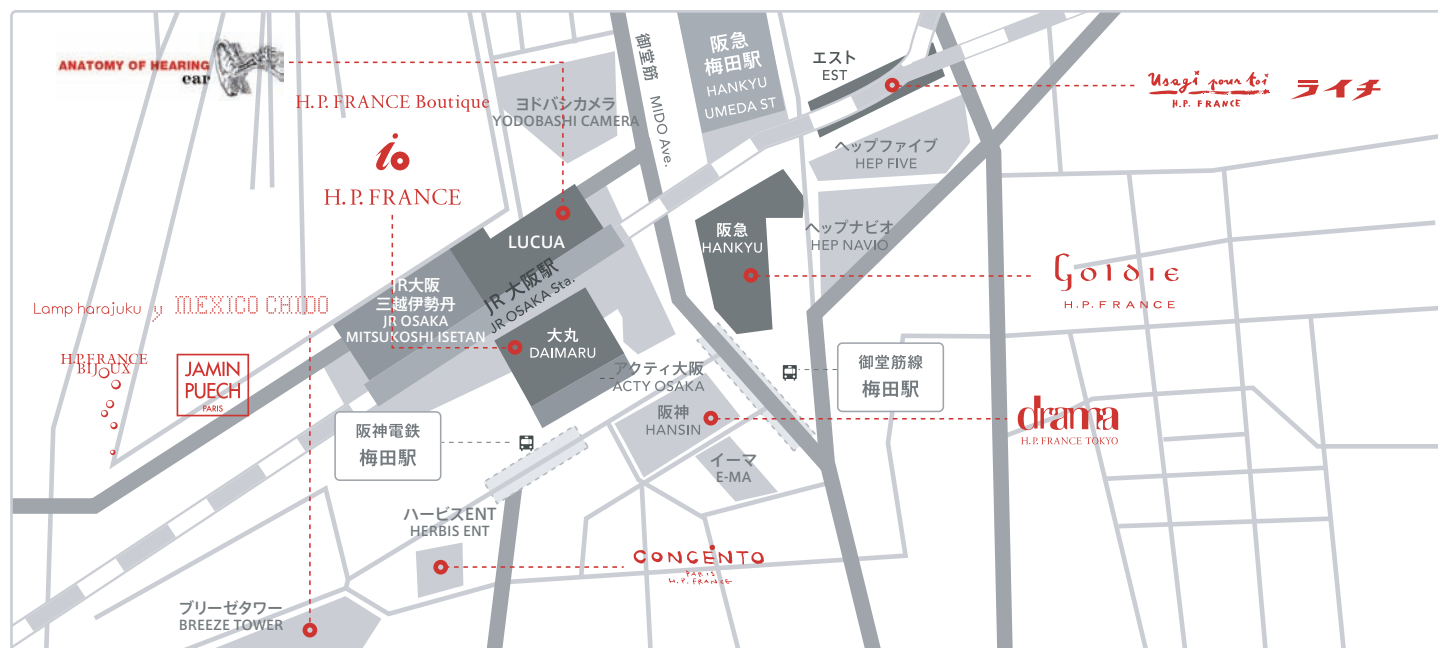 ANATOMY OF HEARING
ear
H.P. FRANCE Boutique
io
H.P. FRANCE
Lamp harajuku
y
MEXICO CHIDO
H.P.FRANCE
BIJOUX
JAMIN
PUECH
PARIS
ヨドバシカメラ
YODOBASHI CAMERA
御堂筋 MIDO Ave.
阪急
梅田駅
HANKYU
UMEDA ST
エスト
EST
Usagi pour toi
H.P. FRANCE
ライチ
ヘップファイブ
HEP FIVE
ヘップナビオ
HEP NAVIO
阪急
HANKYU
Goldie
H.P.FRANCE
LUCUA
JR 大阪駅
JR OSAKA Sta.
JR大阪
三越伊勢丹
JR OSAKA
MITSUKOSHI ISETAN
大丸
DAIMARU
アクティ大阪
ACTY OSAKA
御堂筋線
梅田駅
阪神
HANSIN
drama
H.P. FRANCE TOKYO
阪神電鉄
梅田駅
イーマ
E-MA
ハービスENT
HERBIS ENT
CONCENTO
PARIS
H.P. FRANCE
ブリーゼタワー
BREEZE TOWER